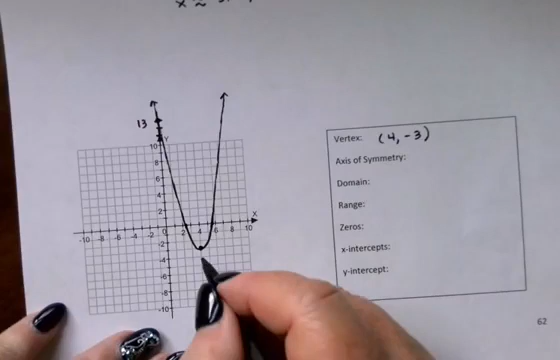 x ≈
13
y
10
8
6
4
2
x
-10 -8 -6 -4 -2 0 2 4 6 8 10
-2
-4
-6
-8
-10
Vertex: (4, -3)
Axis of Symmetry:
Domain:
Range:
Zeros:
x-intercepts:
y-intercept:
62